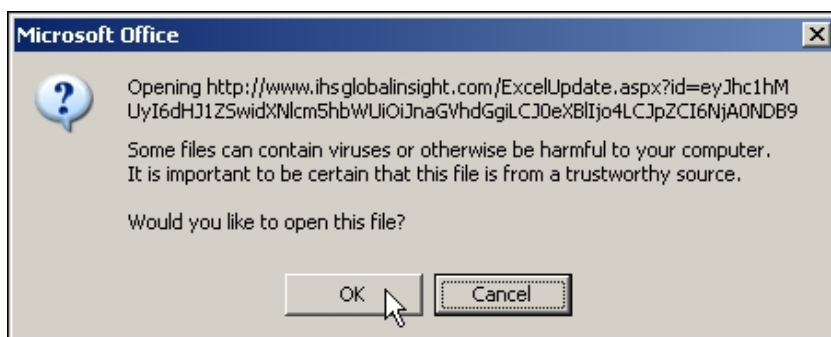 Microsoft Office
Opening http://www.ihsglobalinsight.com/ExcelUpdate.aspx?id=eyJhc1hM
UyI6dHJ1ZSwidXNlcm5hbWUiOiJnaGVhdGgiLCJ0eXBlIjo4LCJpZCI6NjA0NDB9
Some files can contain viruses or otherwise be harmful to your computer.
It is important to be certain that this file is from a trustworthy source.
Would you like to open this file?
OK
Cancel